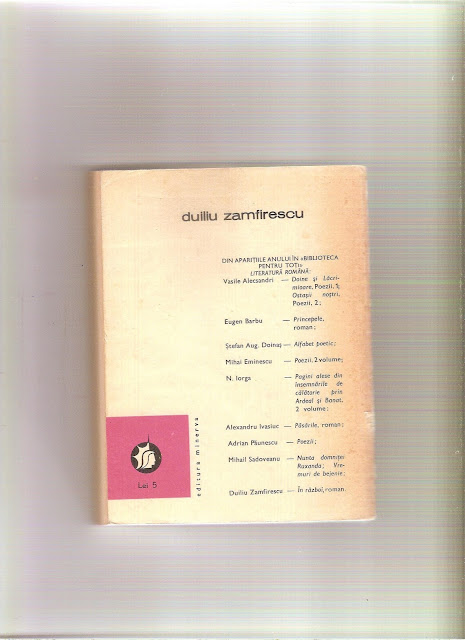 duiliu zamfirescu
DIN APARIȚIILE ANULUI ÎN «BIBLIOTECA
PENTRU TOȚI»
LITERATURĂ ROMÂNĂ:
Vasile Alecsandri — Doine și Lăcri-
mioare. Poezii, 1;
Ostașii noștri.
Poezii, 2;
Eugen Barbu — Princepele,
roman;
Ștefan Aug. Doinaș — Alfabet poetic;
Mihai Eminescu — Poezii. 2 volume;
N. Iorga — Pagini alese din
însemnările de
călătorie prin
Ardeal și Banat.
2 volume;
Alexandru Ivasiuc — Păsările, roman;
Adrian Păunescu — Poezii;
Mihail Sadoveanu — Nunta domniței
Ruxanda; Vre-
muri de bejenie;
Duiliu Zamfirescu — În război, roman.
Lei 5
editura minerva